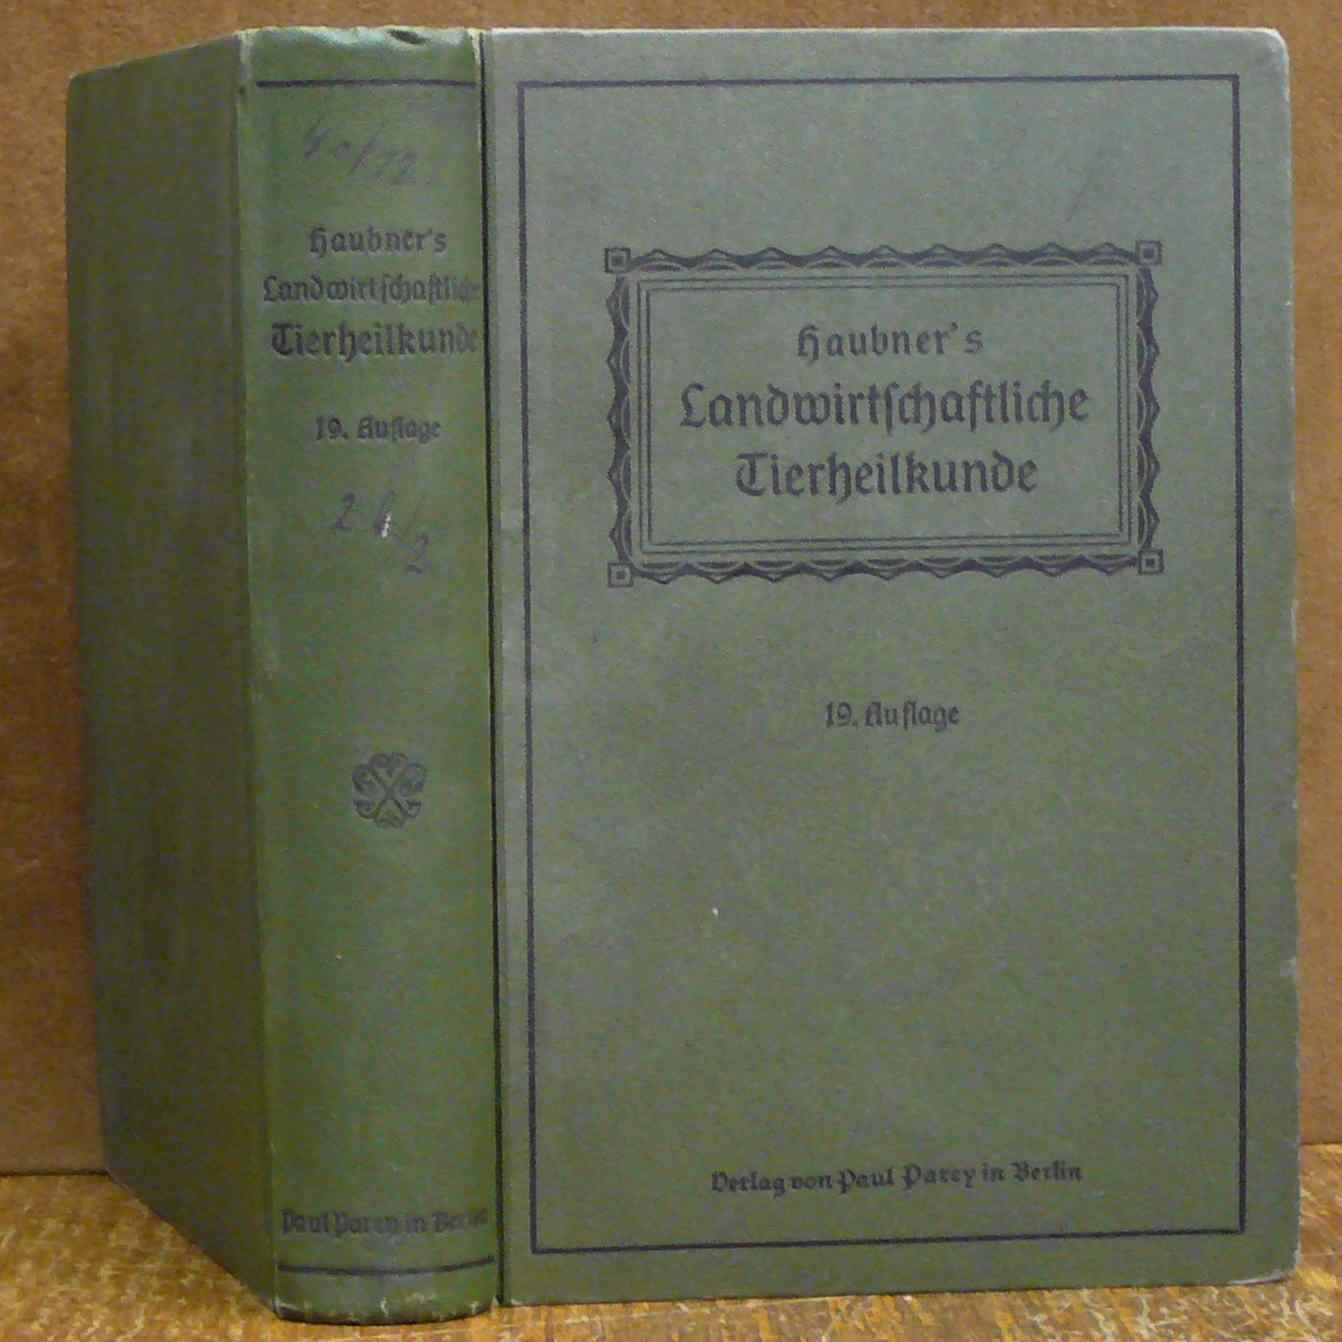 Haubner's
Landwirtschaftliche
Tierheilkunde
19. Auflage
Paul Parey in Berlin
Haubner's
Landwirtschaftliche
Tierheilkunde
19. Auflage
Verlag von Paul Parey in Berlin